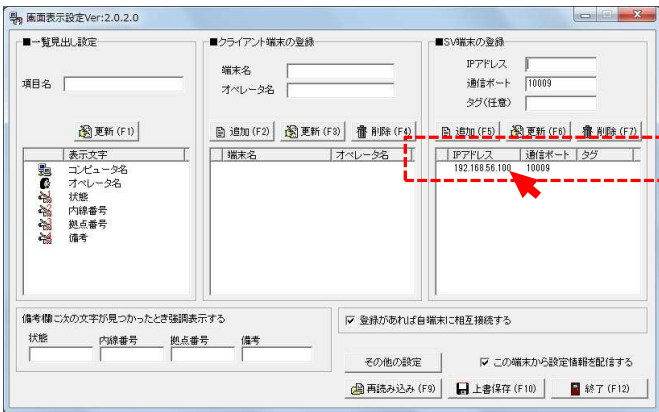 画面表示設定Ver:2.0.2.0
■一覧見出し設定
項目名
更新(F1)
表示文字
コンピュータ名
オペレータ名
状態
内線番号
拠点番号
備考
■クライアント端末の登録
端末名
オペレータ名
追加(F2) 更新(F3) 削除(F4)
端末名 オペレータ名
■SV端末の登録
IPアドレス
通信ポート 10009
タグ(任意)
追加(F5) 更新(F6) 削除(F7)
IPアドレス 通信ポート タグ
192.168.56.100 10009
備考欄に次の文字が見つかったとき強調表示する
状態 内線番号 拠点番号 備考
登録があれば自端末に相互接続する
その他の設定 この端末から設定情報を配信する
再読み込み(F9) 上書保存(F10) 終了(F12)